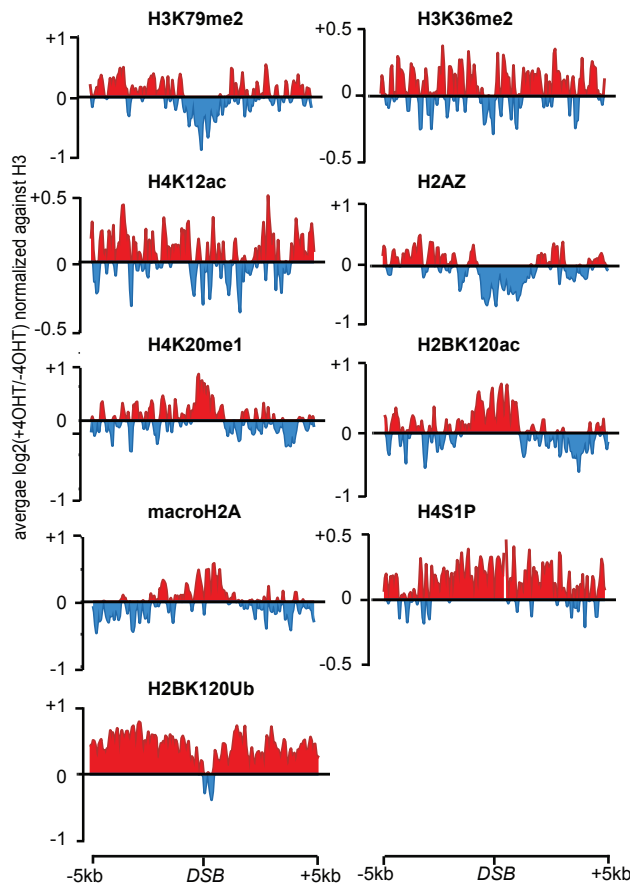 avergae log2(+4OHT/-4OHT) normalized against H3
H3K79me2
+1
0
-1
H3K36me2
+0.5
0
-0.5
H4K12ac
+0.5
0
-0.5
H2AZ
+1
0
-1
H4K20me1
+1
0
-1
H2BK120ac
+1
0
-1
macroH2A
+1
0
-1
H4S1P
+0.5
0
-0.5
H2BK120Ub
+1
0
-1
-5kb DSB +5kb
-5kb DSB +5kb